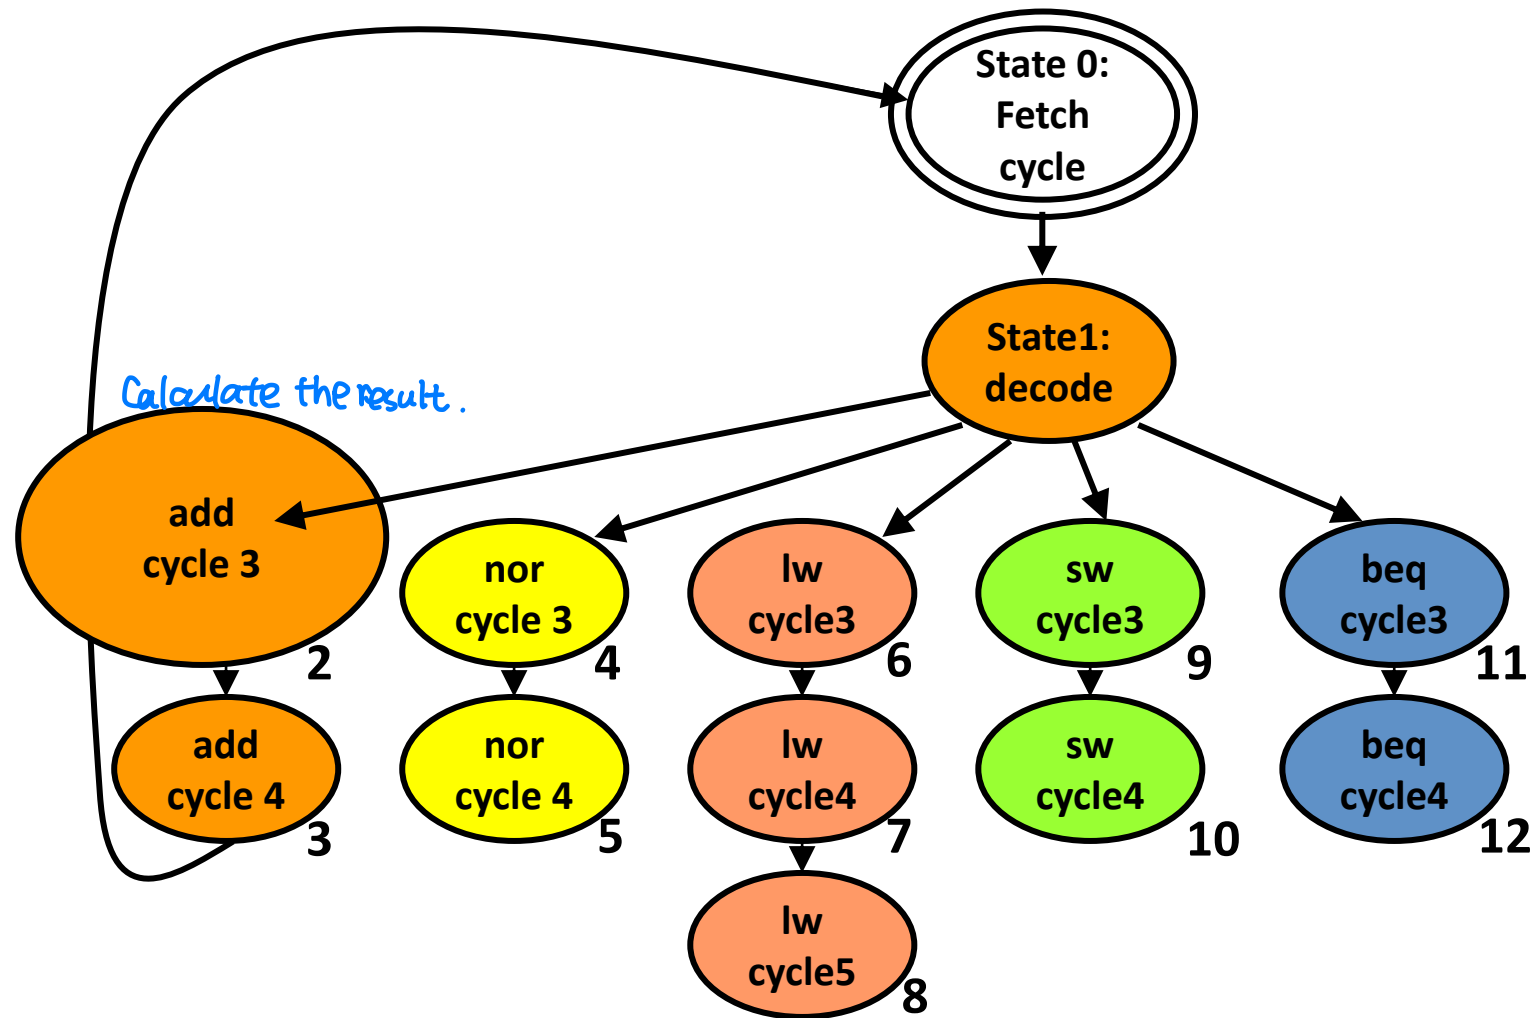 State 0:
Fetch
cycle
State1:
decode
Calculate the result.
add
cycle 3
2
nor
cycle 3
4
lw
cycle3
6
sw
cycle3
9
beq
cycle3
11
add
cycle 4
3
nor
cycle 4
5
lw
cycle4
7
sw
cycle4
10
beq
cycle4
12
lw
cycle5
8